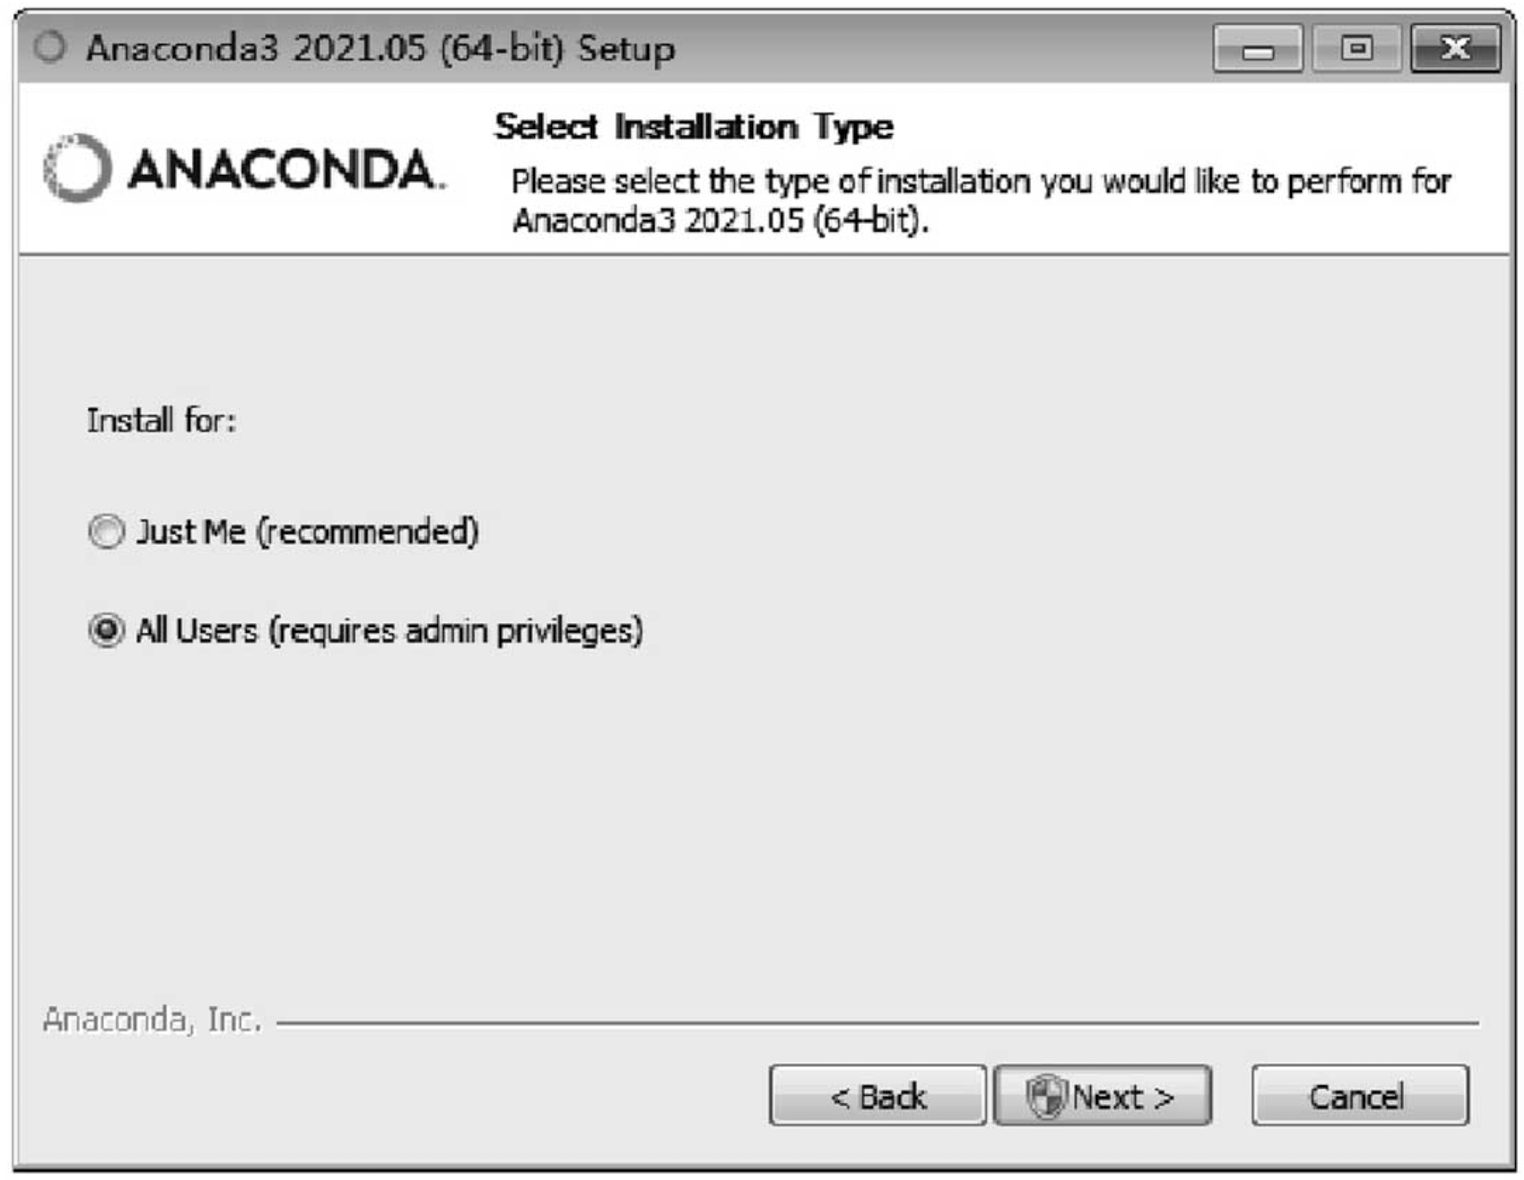 Anaconda3 2021.05 (64-bit) Setup
ANACONDA.
Select Installation Type
Please select the type of installation you would like to perform for
Anaconda3 2021.05 (64-bit).
Install for:
Just Me (recommended)
All Users (requires admin privileges)
Anaconda, Inc.
< Back
Next >
Cancel